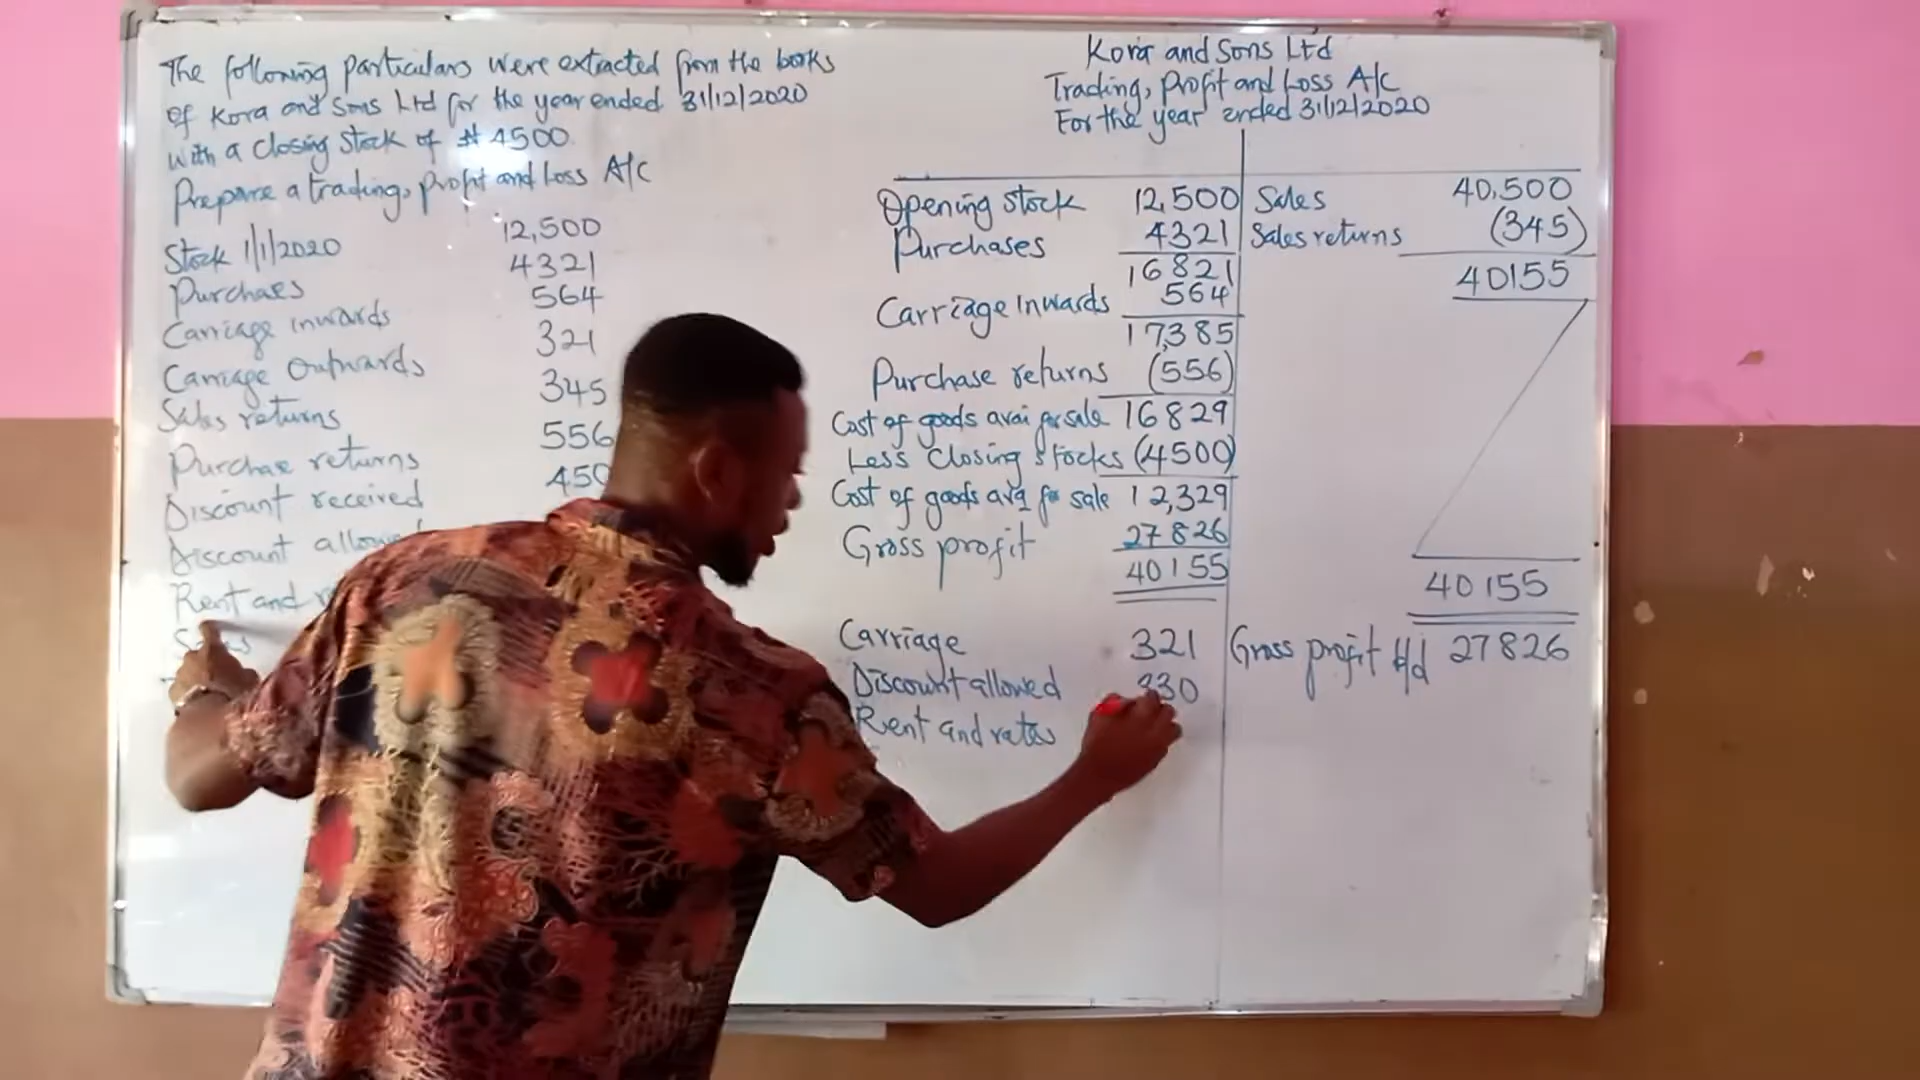 The following particulars were extracted from the books
of Kora and Sons Ltd for the year ended 31/12/2020
with a closing stock of # 4500
Prepare a trading, profit and Loss A/C
Stock 1/1/2020 12,500
Purchaes 4321
Carriage inwards 564
Carriage Outwards 321
Sales returns 345
Purchase returns 556
Discount received 450
Discount
Rent and
Sales
Kora and Sons Ltd
Trading, Profit and Loss A/C
For the year ended 31/12/2020
Opening stock 12,500 Sales 40,500
Purchases 4321 Sales returns (345)
16821 40155
Carriage Inwards 564
17,385
Purchase returns (556)
Cost of goods avai for sale 16829
Less Closing stocks (4500)
Cost of goods ava for sale 12,329
Gross profit 27826
40155 40155
Carriage 321 Gross profit b/d 27826
Discount allowed
Rent and rates